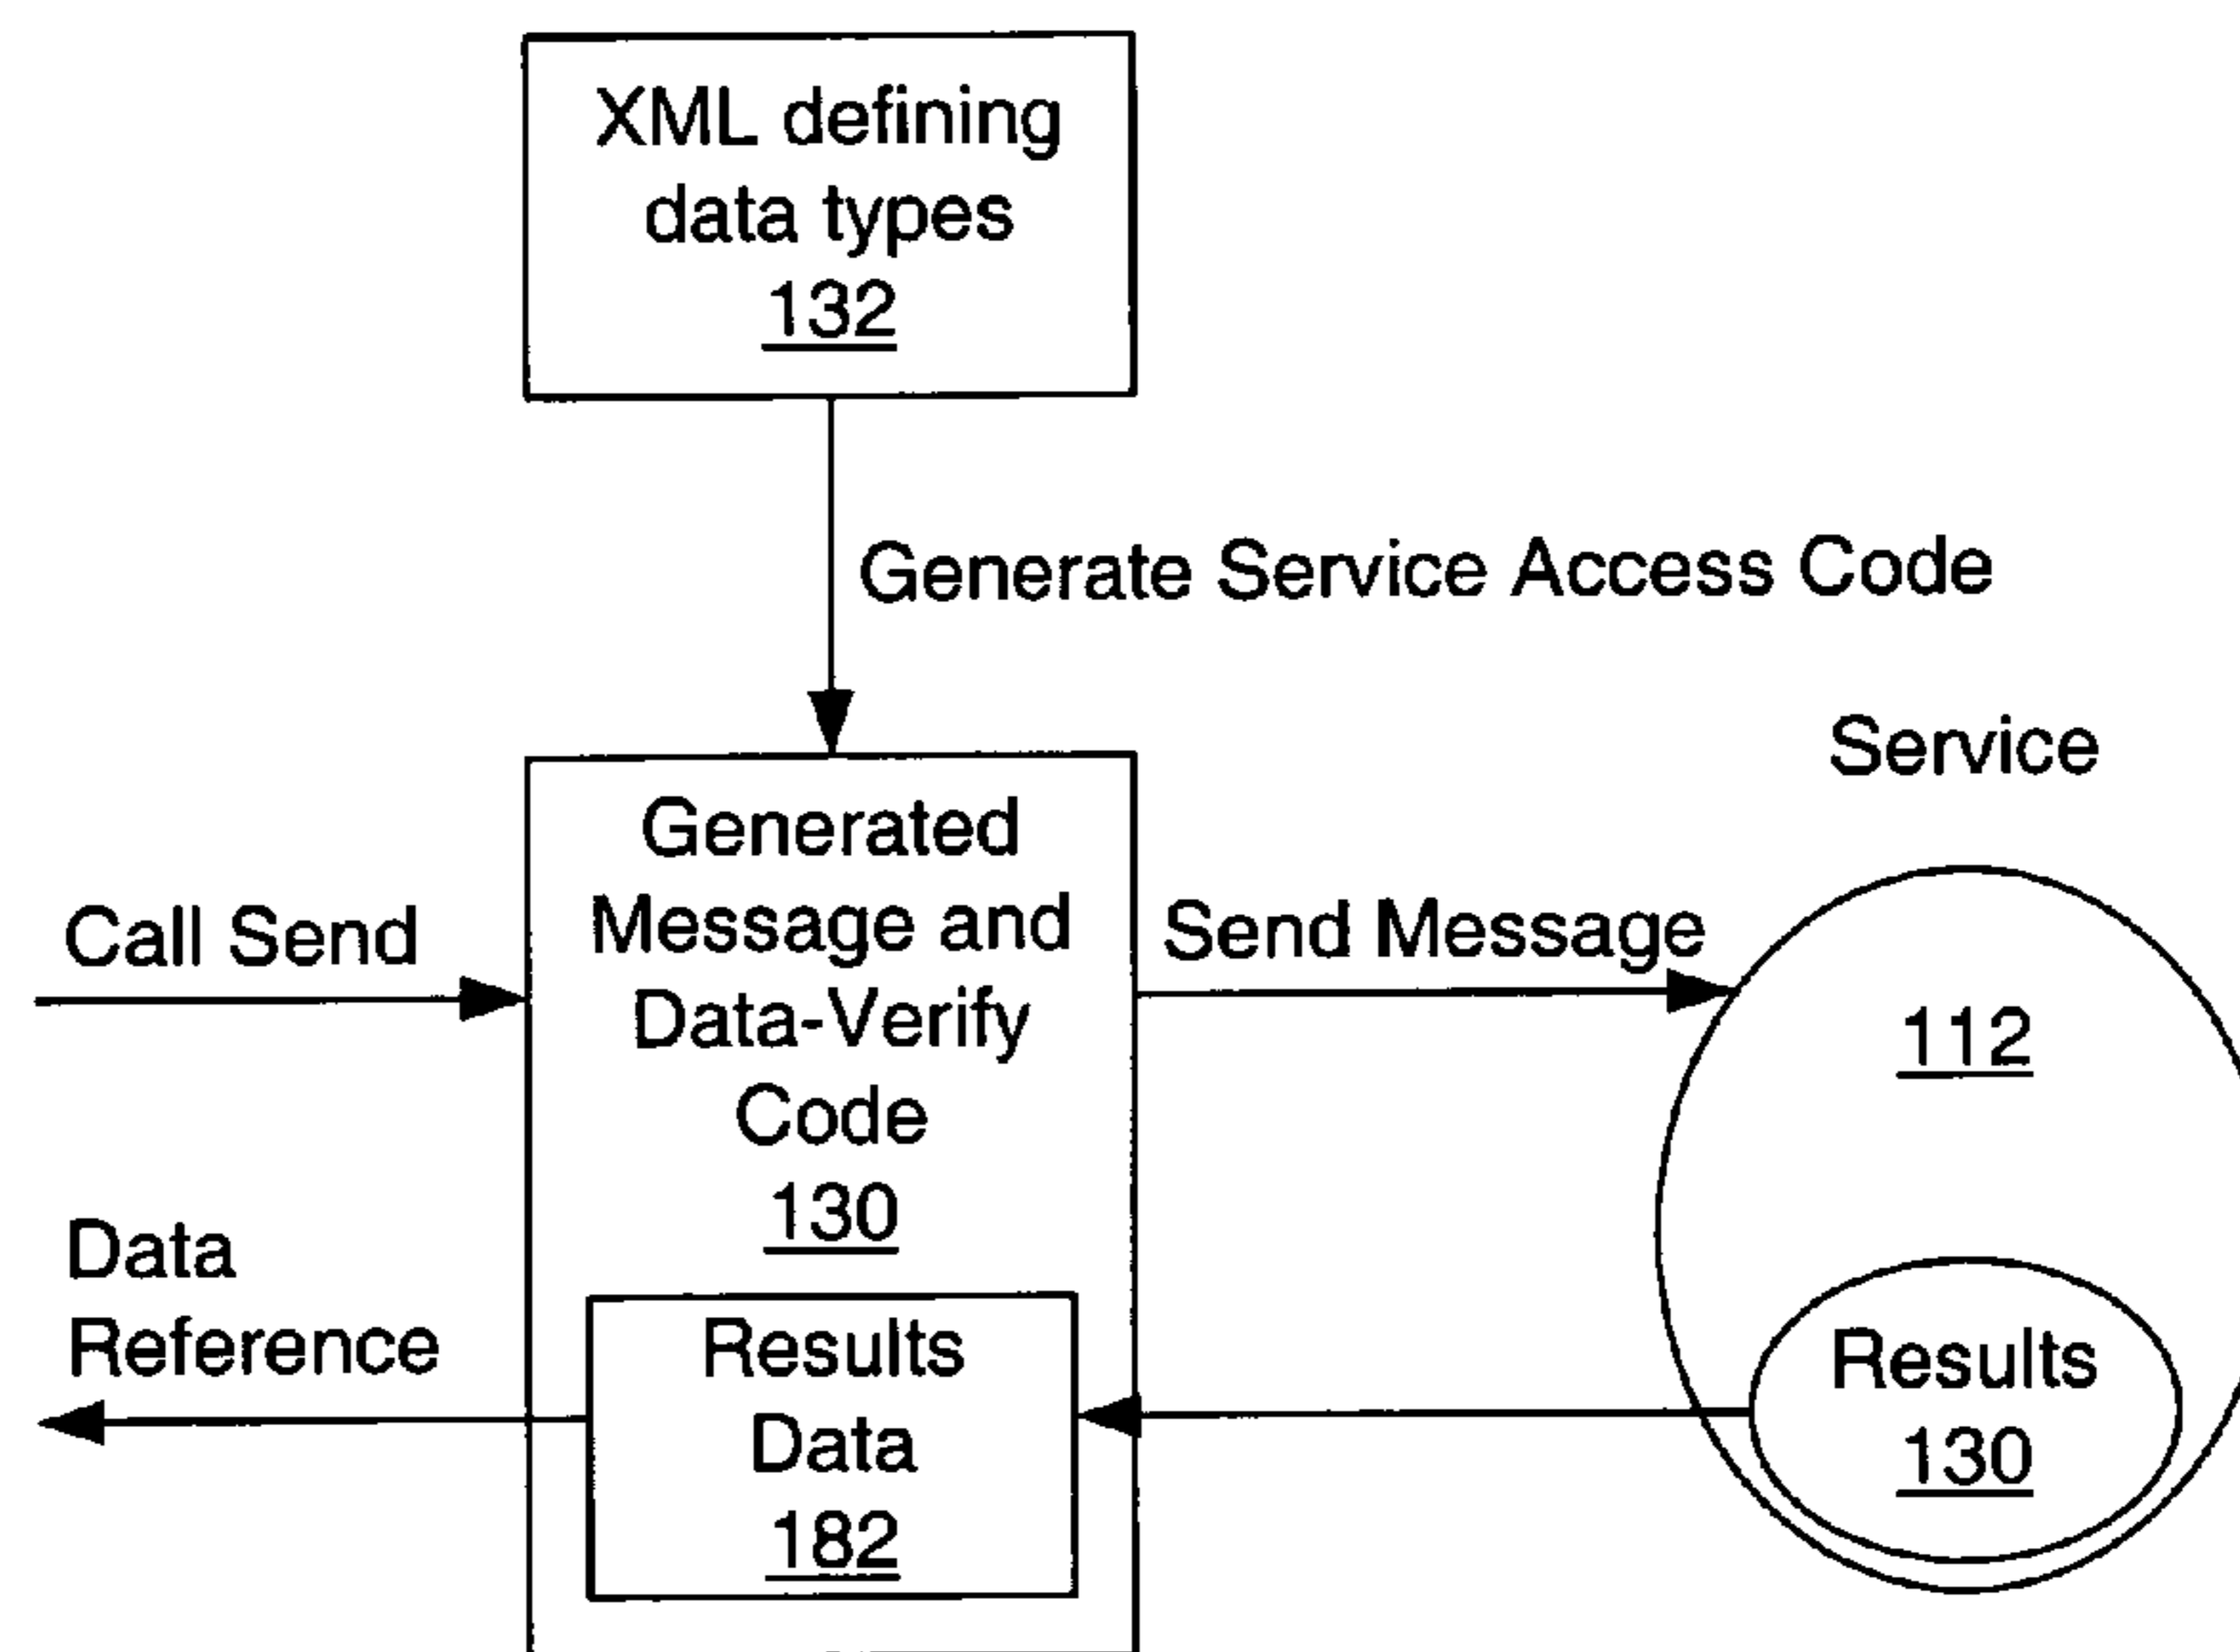 XML defining
data types
132
Generate Service Access Code
Service
Call Send
Generated
Message and
Data-Verify
Code
130
Send Message
112
Data
Reference
Results
Data
182
Results
130